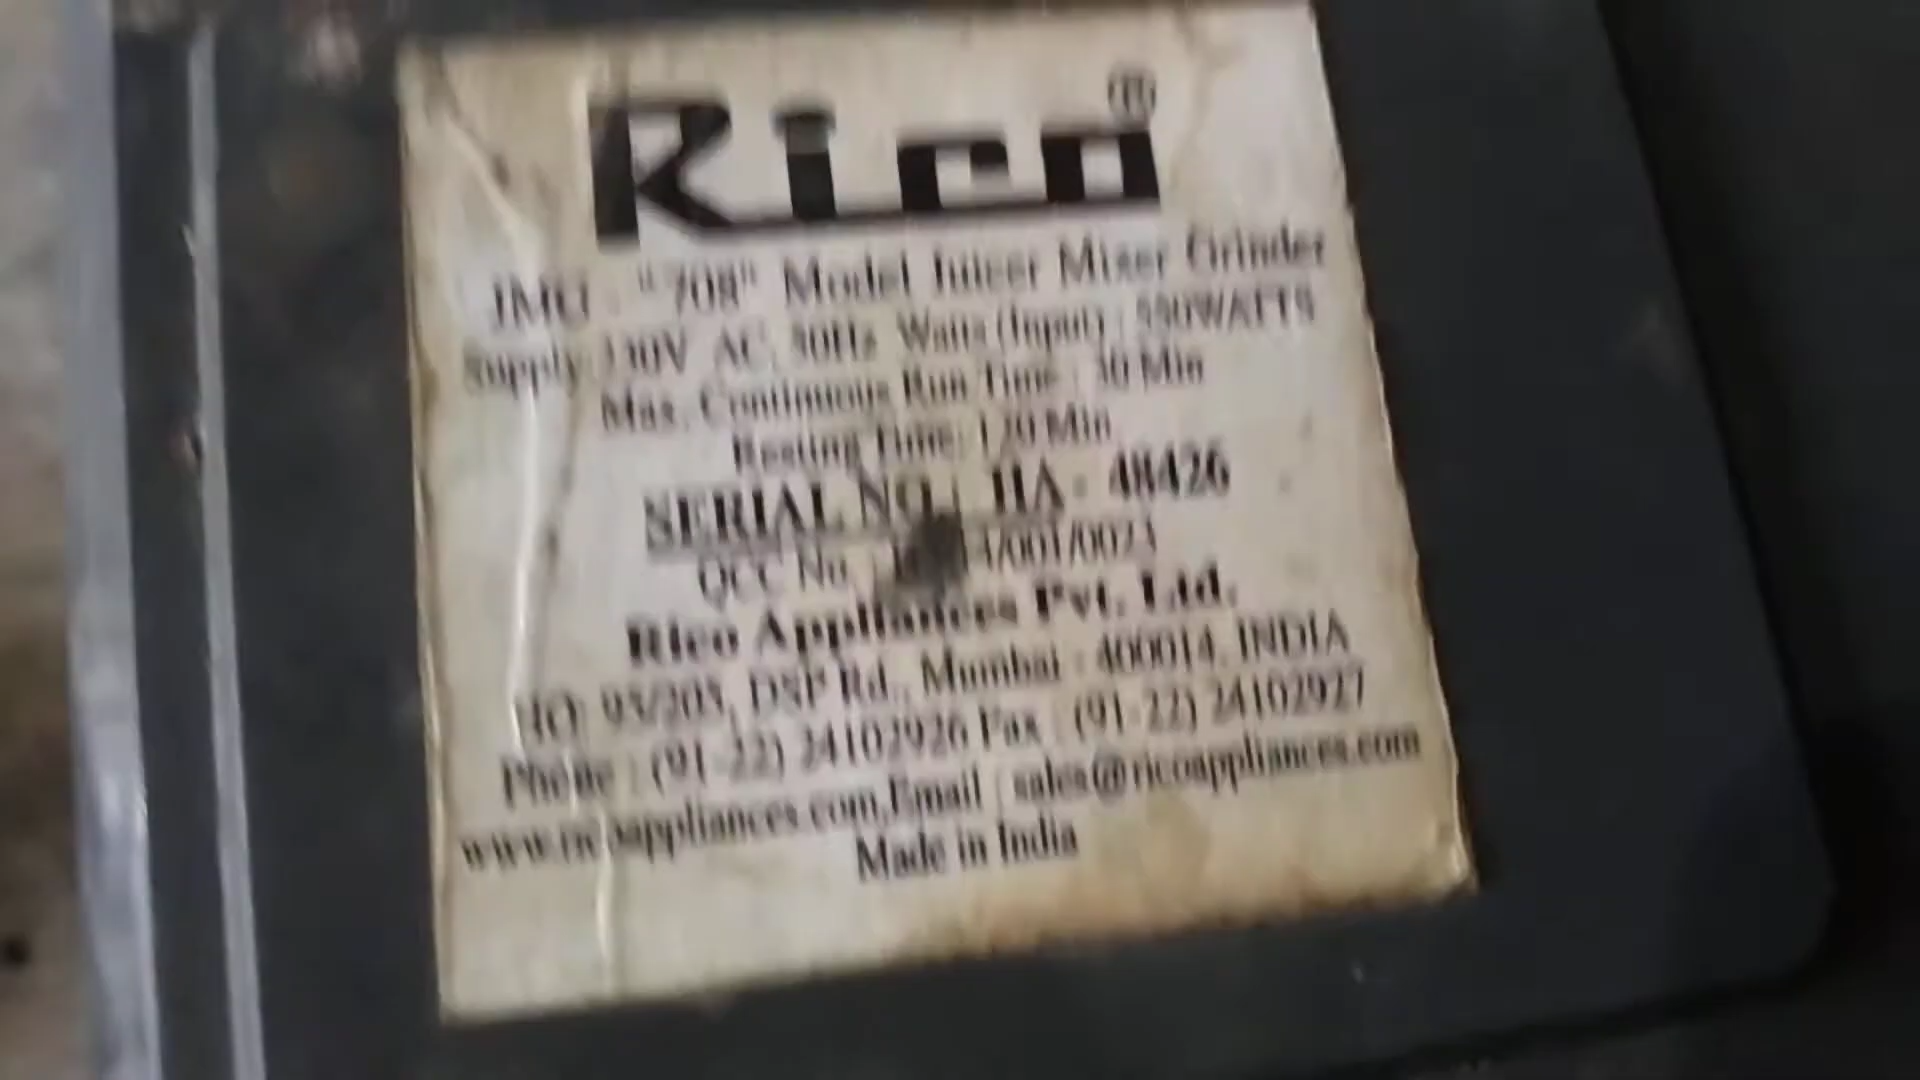 Rico®
JMG - "708" Model Juicer Mixer Grinder
Supply 230V AC, 50Hz Watts (Input) : 550WATTS
Max. Continuous Run Time : 30 Min
Resting Time: 120 Min
SERIAL NO : - 48426
QCC No
Rico Appliances Pvt. Ltd.
HO: 93/203, DSP Rd., Mumbai - 400014, INDIA
Phone : (91-22) 24102926 Fax : (91-22) 24102927
www.ricoappliances.com,Email : sales@ricoappliances.com
Made in India